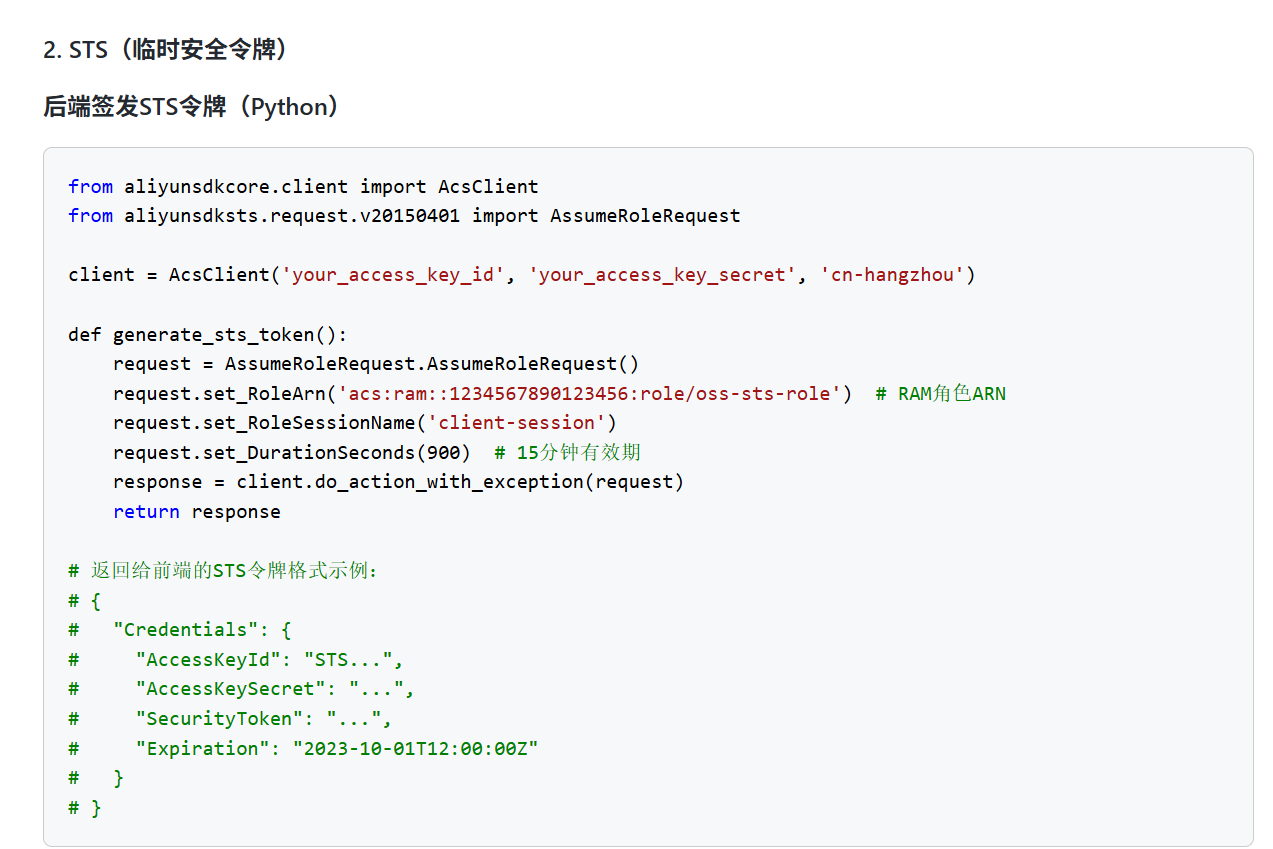 2. STS（临时安全令牌）
后端签发STS令牌（Python）
from aliyunsdkcore.client import AcsClient
from aliyunsdksts.request.v20150401 import AssumeRoleRequest
client = AcsClient('your_access_key_id', 'your_access_key_secret', 'cn-hangzhou')
def generate_sts_token():
    request = AssumeRoleRequest.AssumeRoleRequest()
    request.set_RoleArn('acs:ram::1234567890123456:role/oss-sts-role')  # RAM角色ARN
    request.set_RoleSessionName('client-session')
    request.set_DurationSeconds(900)  # 15分钟有效期
    response = client.do_action_with_exception(request)
    return response
# 返回给前端的STS令牌格式示例：
# {
#   "Credentials": {
#     "AccessKeyId": "STS...",
#     "AccessKeySecret": "...",
#     "SecurityToken": "...",
#     "Expiration": "2023-10-01T12:00:00Z"
#   }
# }